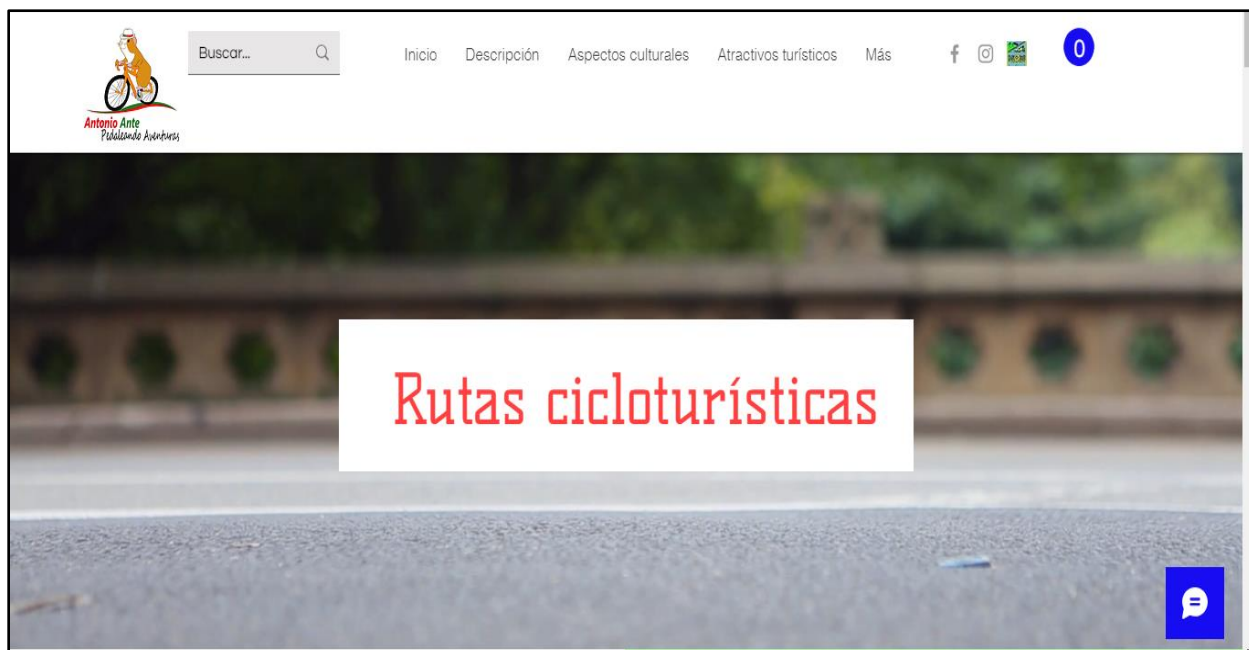 Antonio Ante
Pedaleando Aventuras
Buscar...
Inicio Descripción Aspectos culturales Atractivos turísticos Más
0
Rutas cicloturísticas